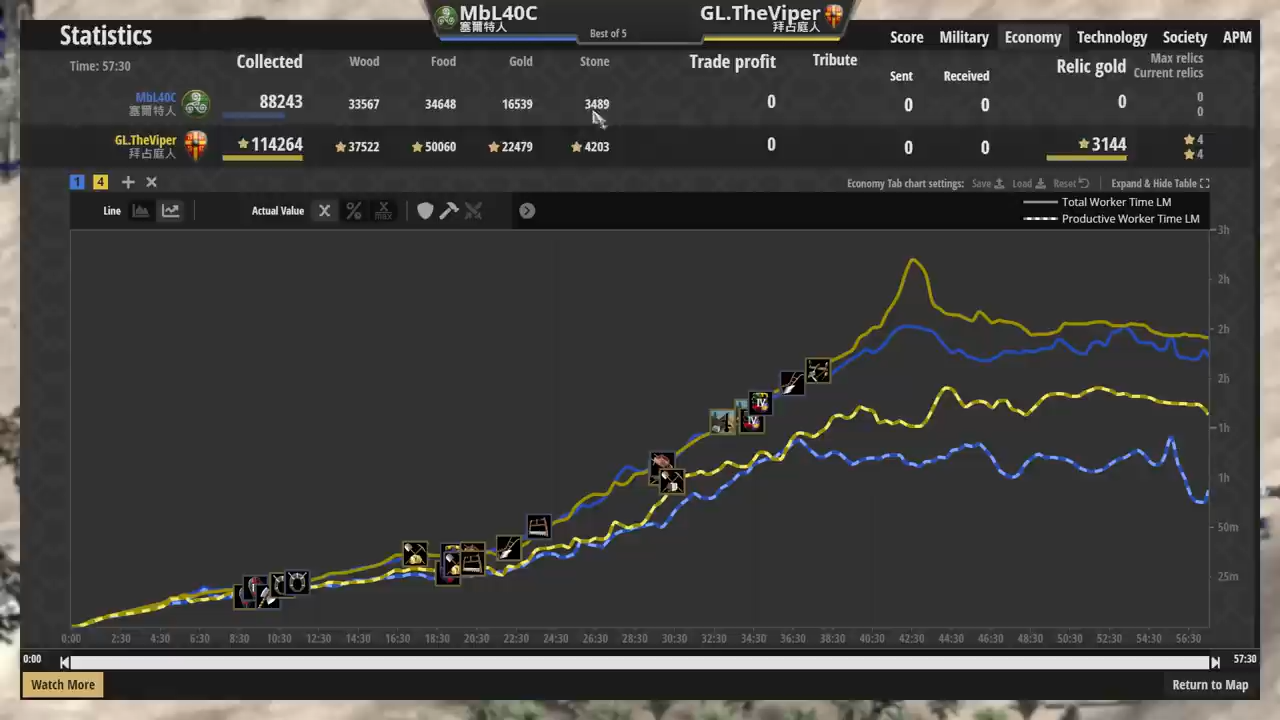 MbL40C
塞爾特人
GL.TheViper
拜占庭人
Best of 5
Statistics
Score Military Economy Technology Society APM
Time: 57:30
Collected Wood Food Gold Stone Trade profit Tribute Sent Received Relic gold Max relics Current relics
MbL40C
塞爾特人
88243 33567 34648 16539 3489 0 0 0 0 0 0
GL.TheViper
拜占庭人
114264 37522 50060 22479 4203 0 0 0 3144 4 4
1 4
Economy Tab chart settings: Save Load Reset Expand & Hide Table
Line Actual Value X % X MAX
Total Worker Time LM
Productive Worker Time LM
3h
2h
2h
2h
1h
1h
50m
25m
IV
IV
0:00 2:30 4:30 6:30 8:30 10:30 12:30 14:30 16:30 18:30 20:30 22:30 24:30 26:30 28:30 30:30 32:30 34:30 36:30 38:30 40:30 42:30 44:30 46:30 48:30 50:30 52:30 54:30 56:30
0:00 57:30
Watch More Return to Map